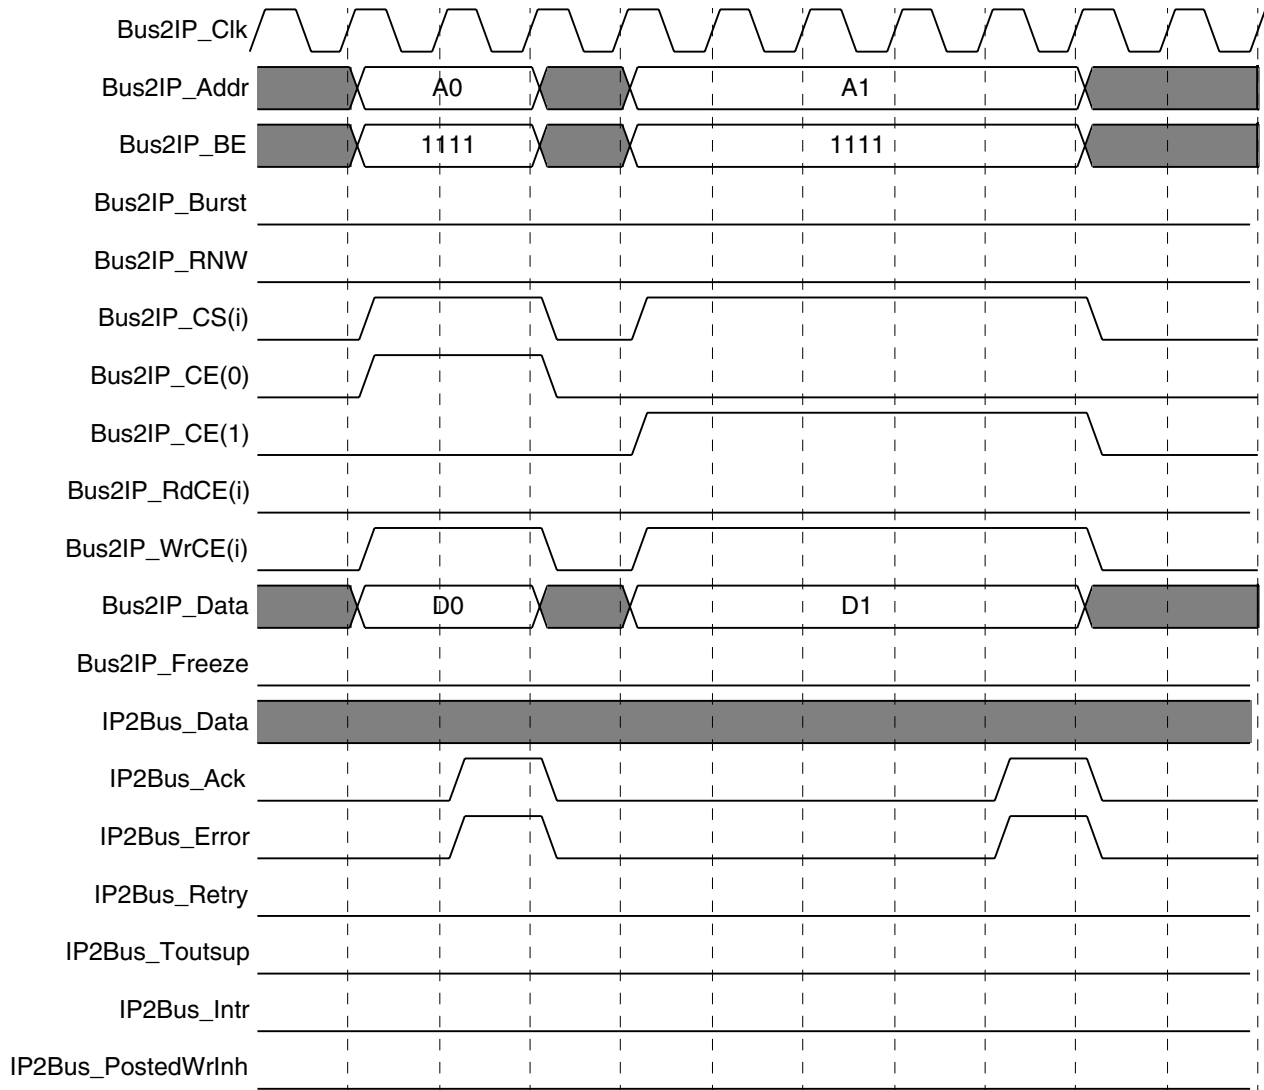 Bus2IP_Clk
Bus2IP_Addr A0 A1
Bus2IP_BE 1111 1111
Bus2IP_Burst
Bus2IP_RNW
Bus2IP_CS(i)
Bus2IP_CE(0)
Bus2IP_CE(1)
Bus2IP_RdCE(i)
Bus2IP_WrCE(i)
Bus2IP_Data D0 D1
Bus2IP_Freeze
IP2Bus_Data
IP2Bus_Ack
IP2Bus_Error
IP2Bus_Retry
IP2Bus_Toutsup
IP2Bus_Intr
IP2Bus_PostedWrInh